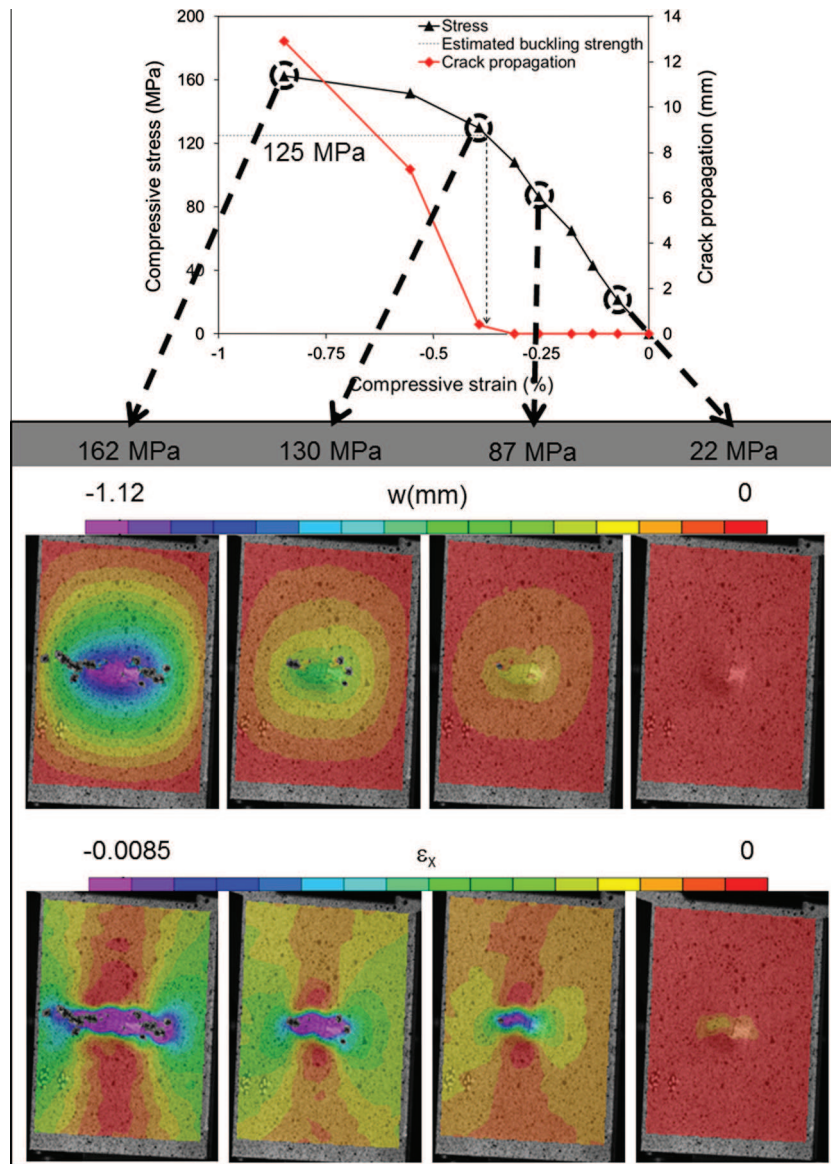 Stress
Estimated buckling strength
Crack propagation
Compressive stress (MPa)
200
160
120
80
40
0
125 MPa
14
12
10
8
6
4
2
0
Crack propagation (mm)
-1
-0.75
-0.5
-0.25
0
Compressive strain (%)
162 MPa
130 MPa
87 MPa
22 MPa
-1.12
w(mm)
0
-0.0085
εx
0